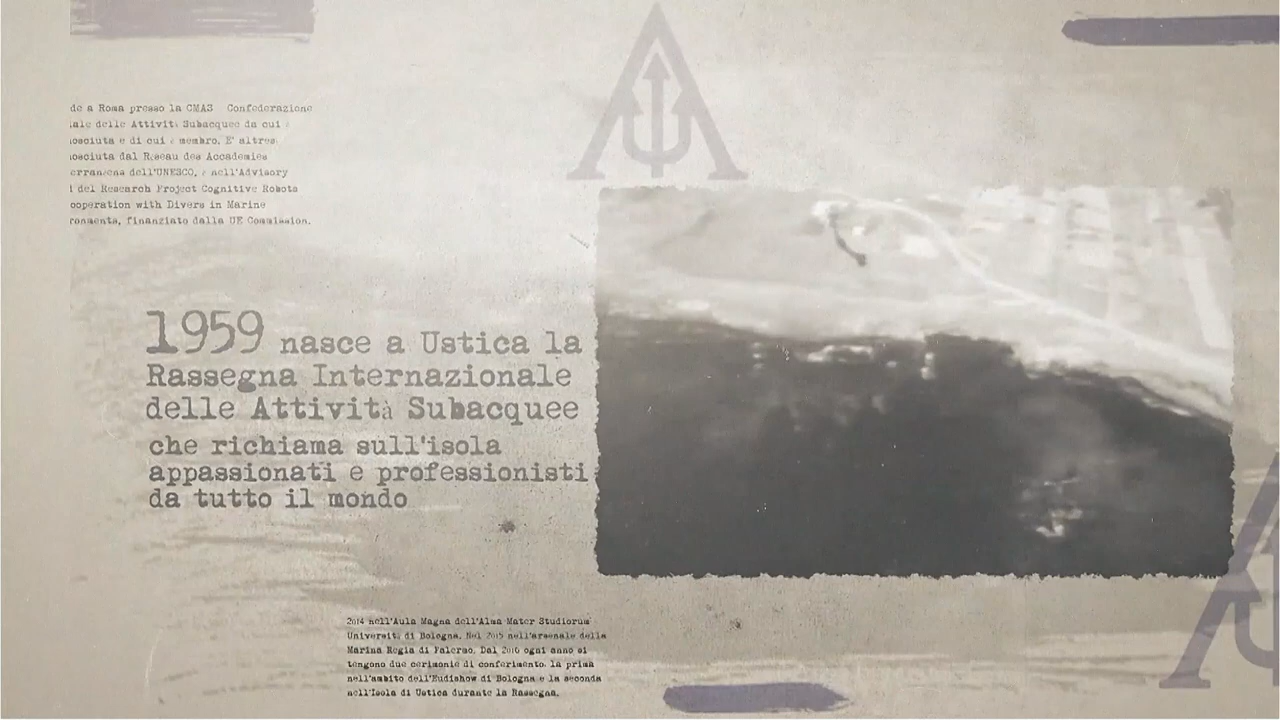 de a Roma presso la CMAS Confederazione
ale delle Attività Subacquee da cui è
osciuta e di cui è membro. E' altresì
osciuta dal Reseau des Accademies
erraneens dell'UNESCO, e nell'Advisory
l del Research Project Cognitive Robots
ooperation with Divers in Marine
ronments, finanziato dalla UE Commission.
1959 nasce a Ustica la
Rassegna Internazionale
delle Attività Subacquee
che richiama sull'isola
appassionati e professionisti
da tutto il mondo
2014 nell'Aula Magna dell'Alma Mater Studiorum
Università di Bologna. Nel 2015 nell'arsenale della
Marina Regia di Palermo. Dal 2016 ogni anno si
tengono due cerimonie di conferimento. la prima
nell'ambito dell'Eudishow di Bologna e la seconda
nell'Isola di Ustica durante la Rassegna.